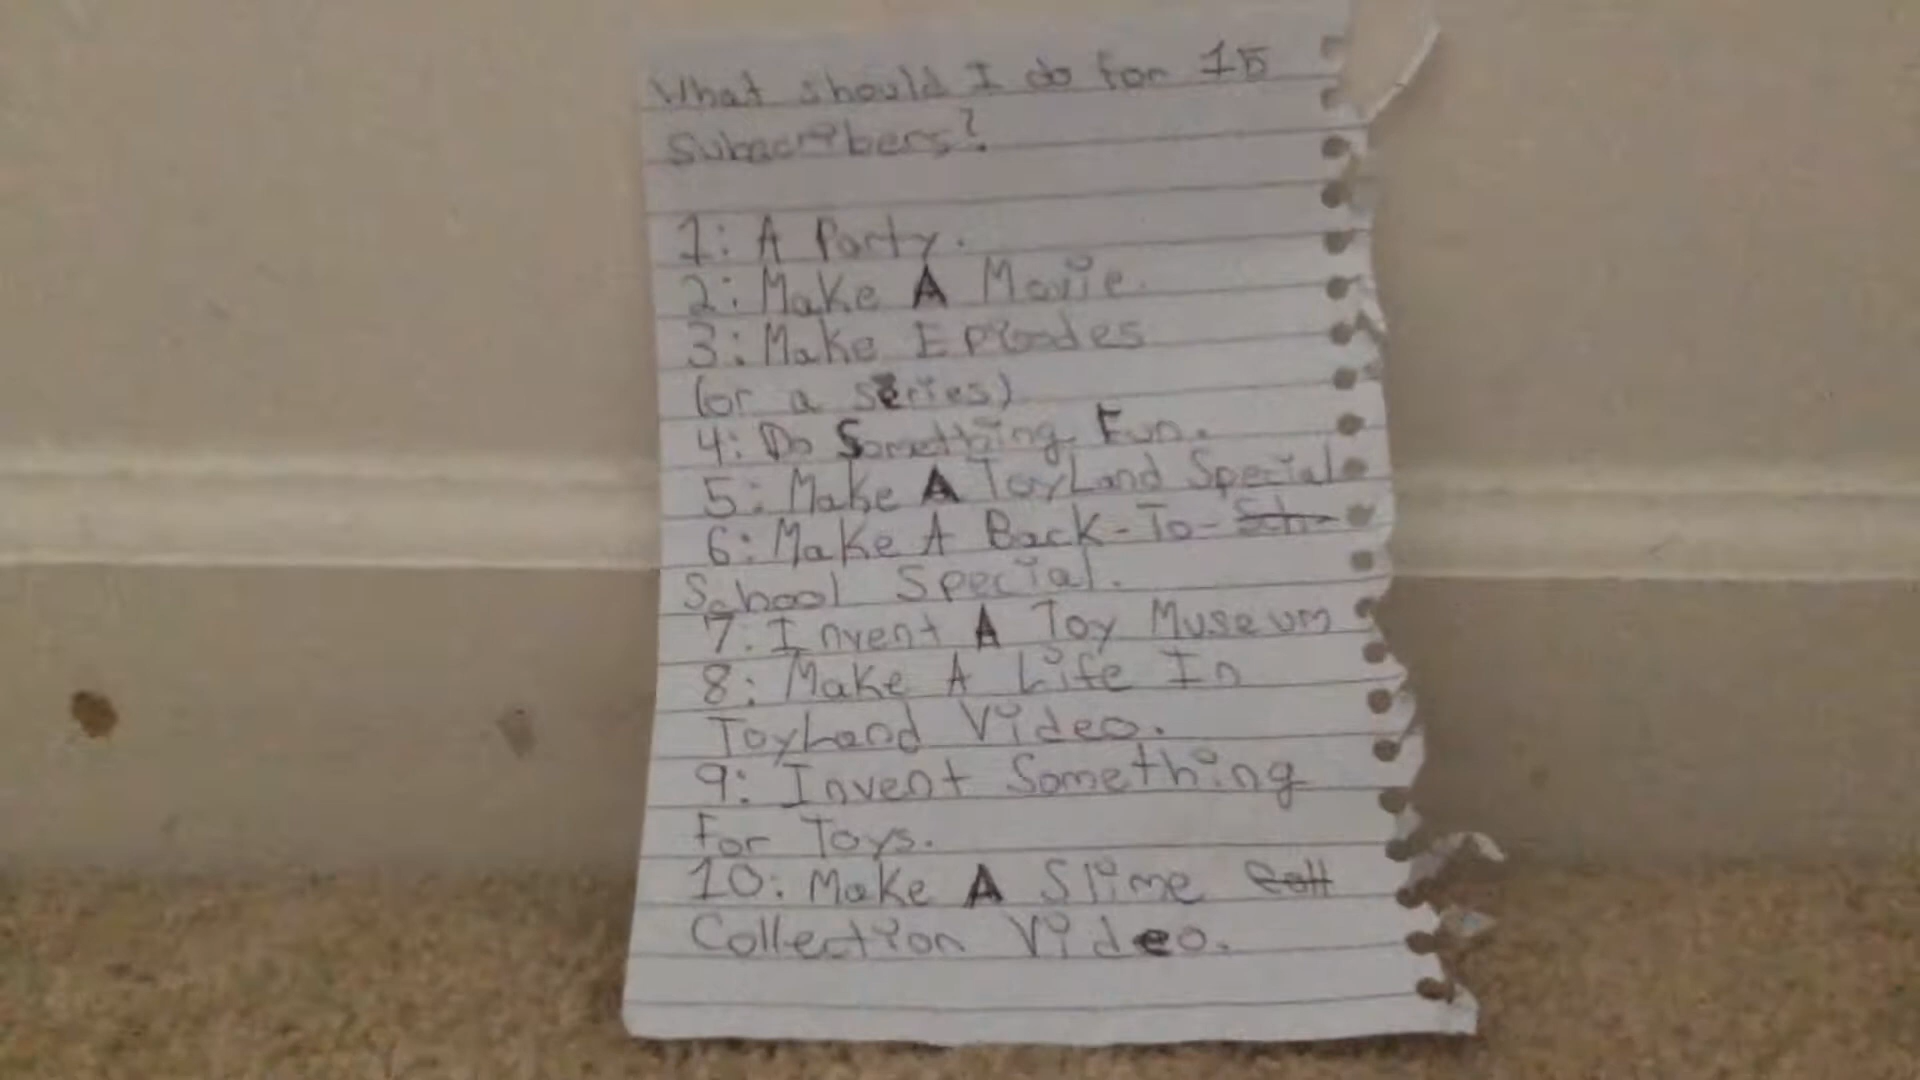 What should I do for 15
Subscribers?
1: A Party.
2: Make A Movie.
3: Make Episodes
(or a series)
4: Do Something Fun.
5: Make A ToyLand Special
6: Make A Back-To-
School Special.
7: Invent A Toy Museum
8: Make A Life In
ToyLand Video.
9: Invent Something
For Toys.
10: Make A Slime
Collection Video.